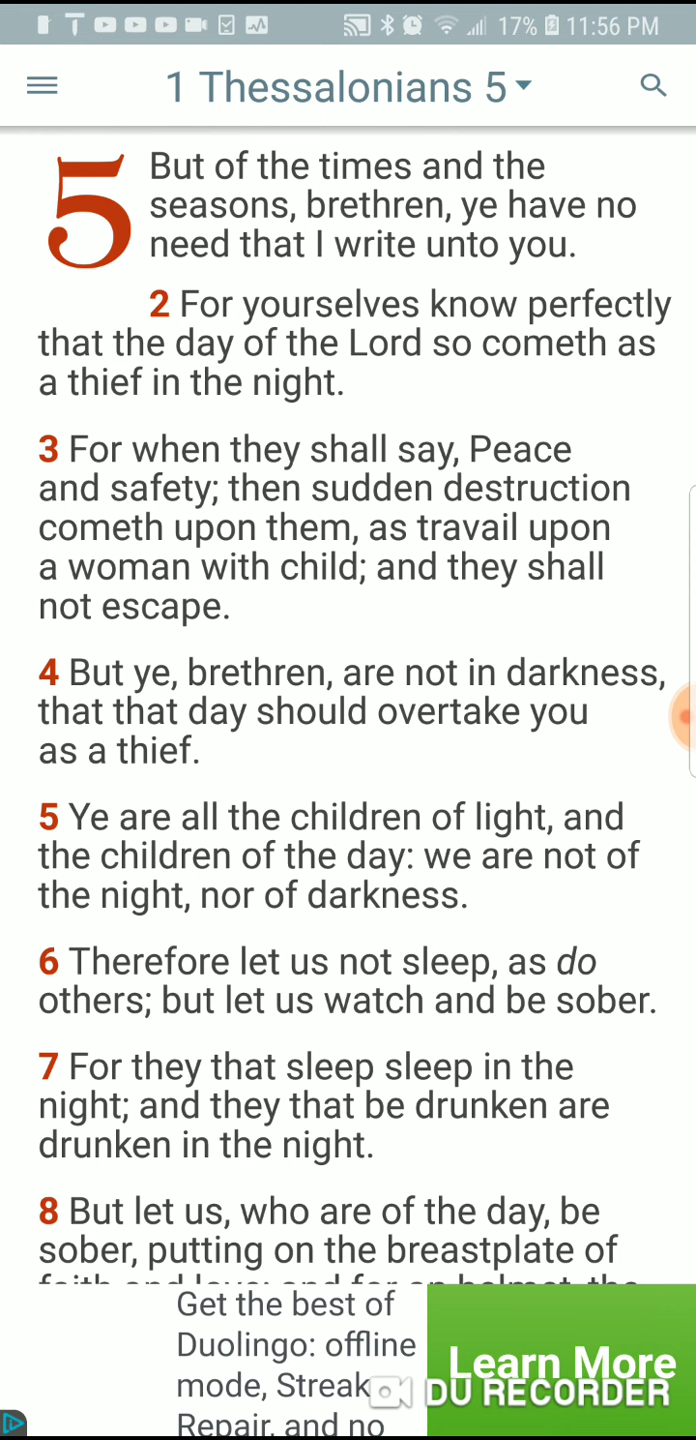 17% 11:56 PM
1 Thessalonians 5
5 But of the times and the
seasons, brethren, ye have no
need that I write unto you.
2 For yourselves know perfectly
that the day of the Lord so cometh as
a thief in the night.
3 For when they shall say, Peace
and safety; then sudden destruction
cometh upon them, as travail upon
a woman with child; and they shall
not escape.
4 But ye, brethren, are not in darkness,
that that day should overtake you
as a thief.
5 Ye are all the children of light, and
the children of the day: we are not of
the night, nor of darkness.
6 Therefore let us not sleep, as do
others; but let us watch and be sober.
7 For they that sleep sleep in the
night; and they that be drunken are
drunken in the night.
8 But let us, who are of the day, be
sober, putting on the breastplate of
faith and love; and for an helmet, the
Get the best of
Duolingo: offline
mode, Streak
Repair, and no
Learn More
DU RECORDER